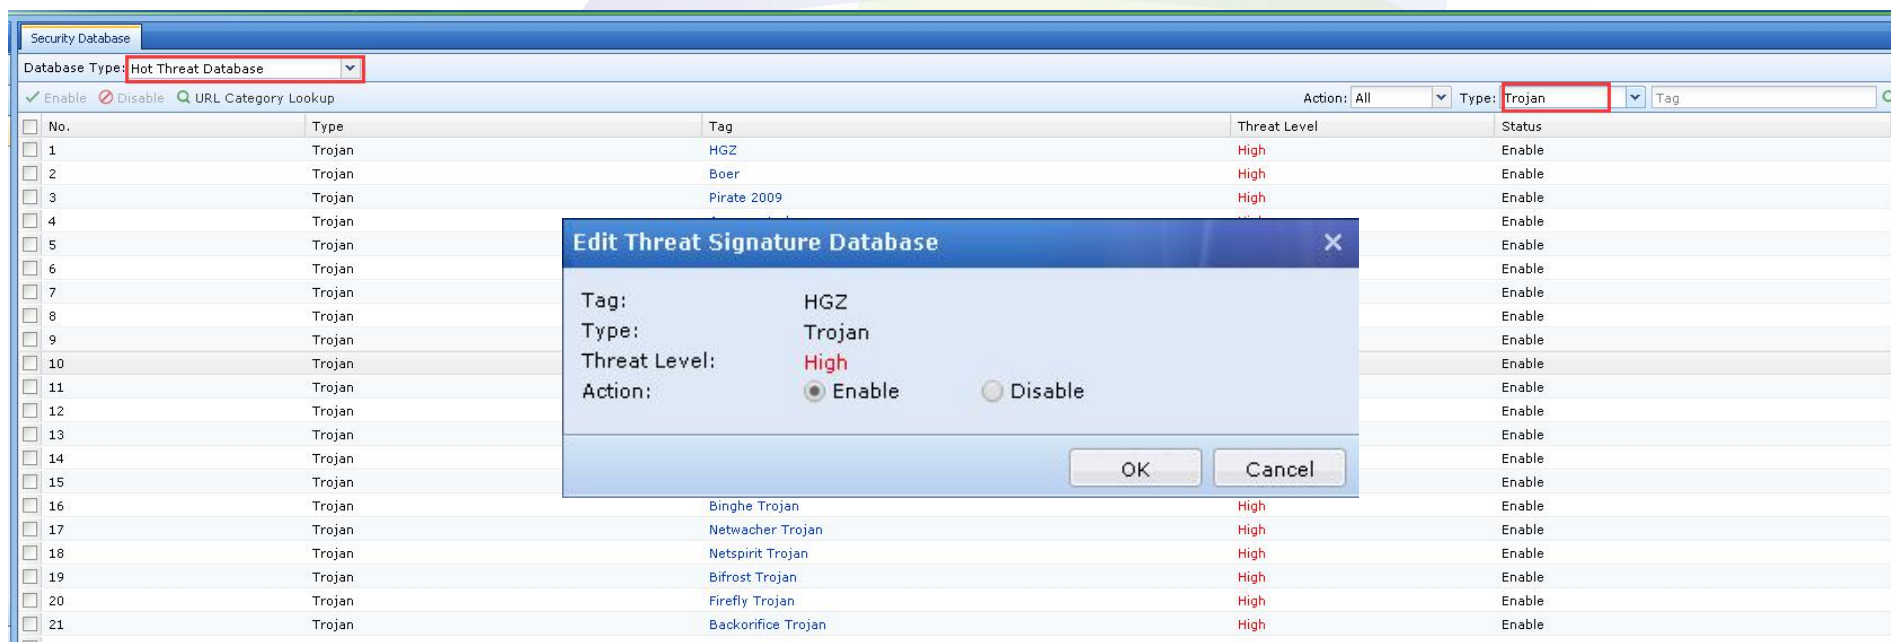 Security Database
Database Type: Hot Threat Database
Enable Disable URL Category Lookup Action: All Type: Trojan Tag
No. Type Tag Threat Level Status
1 Trojan HGZ High Enable
2 Trojan Boer High Enable
3 Trojan Pirate 2009 High Enable
4 Trojan Enable
Edit Threat Signature Database
5 Trojan Enable
6 Trojan Enable
7 Trojan Enable
Tag: HGZ
8 Trojan Enable
Type: Trojan
9 Trojan Enable
Threat Level: High
10 Trojan Enable
Action: Enable Disable
11 Trojan Enable
12 Trojan Enable
13 Trojan Enable
14 Trojan Enable
OK Cancel
15 Trojan Enable
16 Trojan Binghe Trojan High Enable
17 Trojan Netwacher Trojan High Enable
18 Trojan Netspirit Trojan High Enable
19 Trojan Bifrost Trojan High Enable
20 Trojan Firefly Trojan High Enable
21 Trojan Backorifice Trojan High Enable